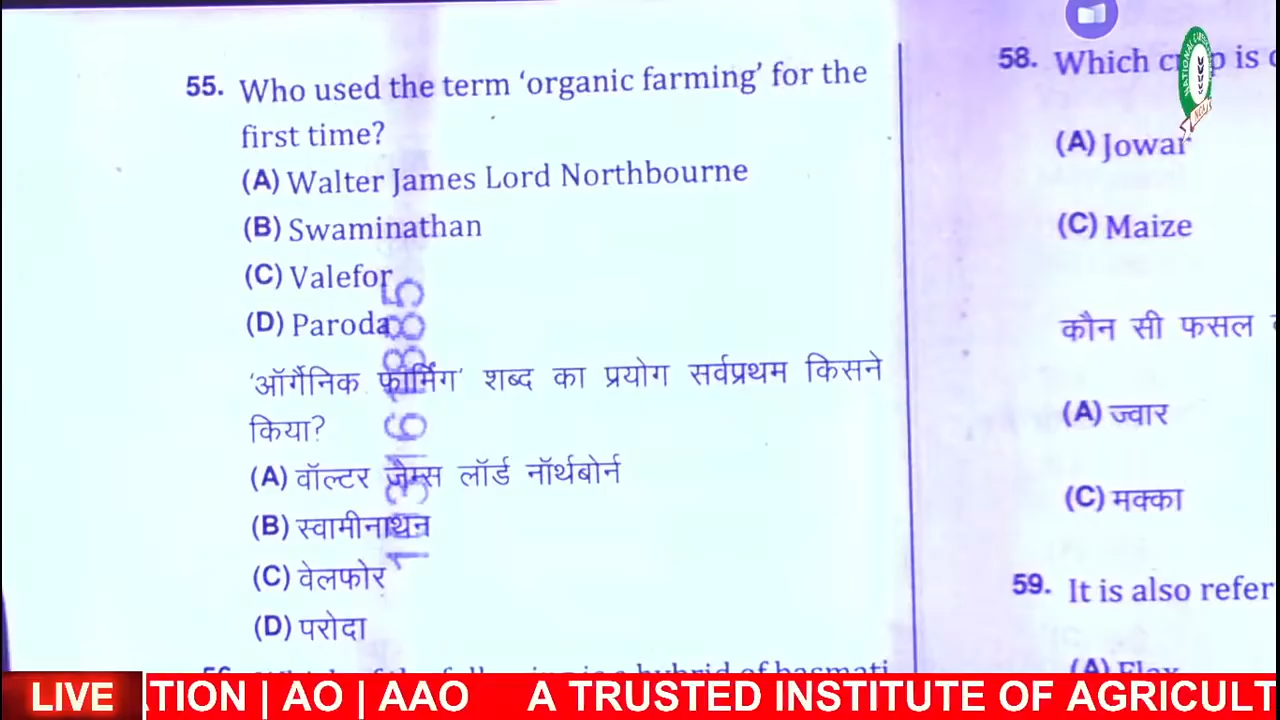 55. Who used the term ‘organic farming’ for the
first time?
(A) Walter James Lord Northbourne
(B) Swaminathan
(C) Valefor
(D) Paroda
'ऑर्गैनिक फार्मिंग' शब्द का प्रयोग सर्वप्रथम किसने
किया?
(A) वॉल्टर जेम्स लॉर्ड नॉर्थबोर्न
(B) स्वामीनाथन
(C) वेलफोर
(D) परोदा
58. Which crop is
(A) Jowar
(C) Maize
कौन सी फसल
(A) ज्वार
(C) मक्का
59. It is also refer
(A) Flax
LIVE
TION | AO | AAO A TRUSTED INSTITUTE OF AGRICULT